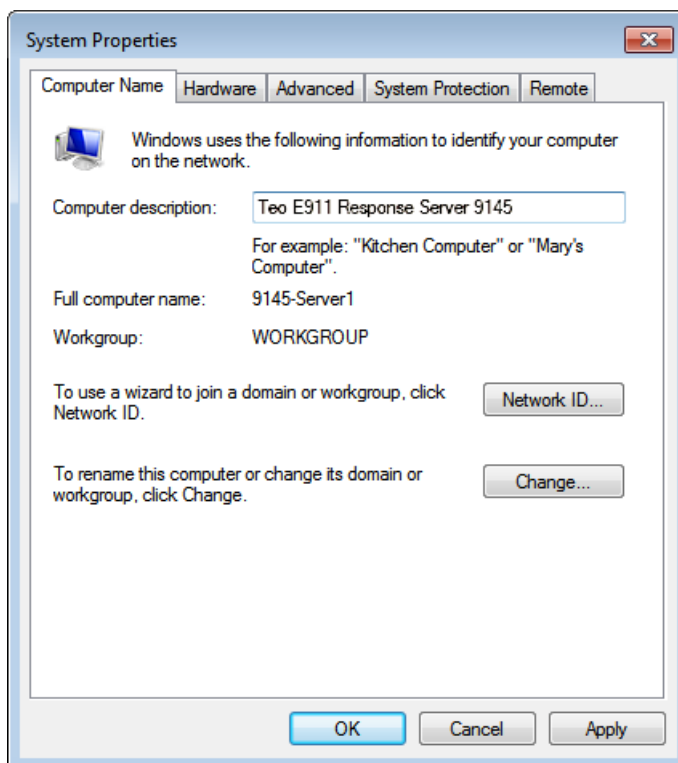 System Properties
Computer Name Hardware Advanced System Protection Remote
Windows uses the following information to identify your computer
on the network.
Computer description: Teo E911 Response Server 9145
For example: "Kitchen Computer" or "Mary's
Computer".
Full computer name: 9145-Server1
Workgroup: WORKGROUP
To use a wizard to join a domain or workgroup, click
Network ID.
Network ID...
To rename this computer or change its domain or
workgroup, click Change.
Change...
OK Cancel Apply